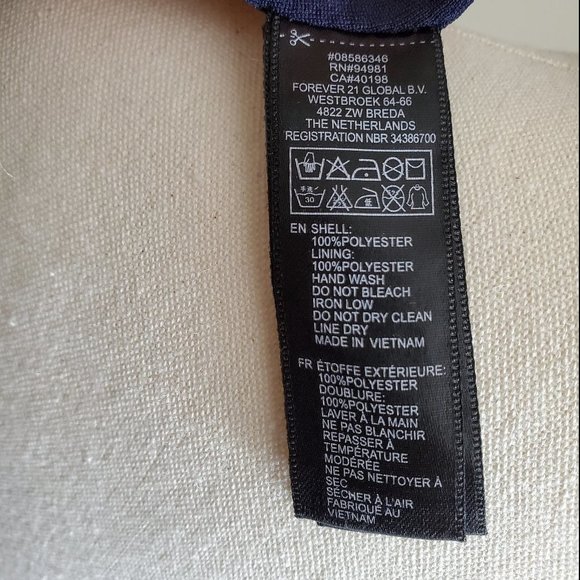 #08586346
RN#94981
CA#40198
FOREVER 21 GLOBAL B.V.
WESTBROEK 64-66
4822 ZW BREDA
THE NETHERLANDS
REGISTRATION NBR 34386700
手洗 30 低
EN SHELL:
100%POLYESTER
LINING:
100%POLYESTER
HAND WASH
DO NOT BLEACH
IRON LOW
DO NOT DRY CLEAN
LINE DRY
MADE IN VIETNAM
FR ÉTOFFE EXTÉRIEURE:
100%POLYESTER
DOUBLURE:
100%POLYESTER
LAVER À LA MAIN
NE PAS BLANCHIR
REPASSER À
TEMPÉRATURE
MODÉRÉE
NE PAS NETTOYER À
SEC
SÉCHER À L'AIR
FABRIQUÉ AU
VIETNAM